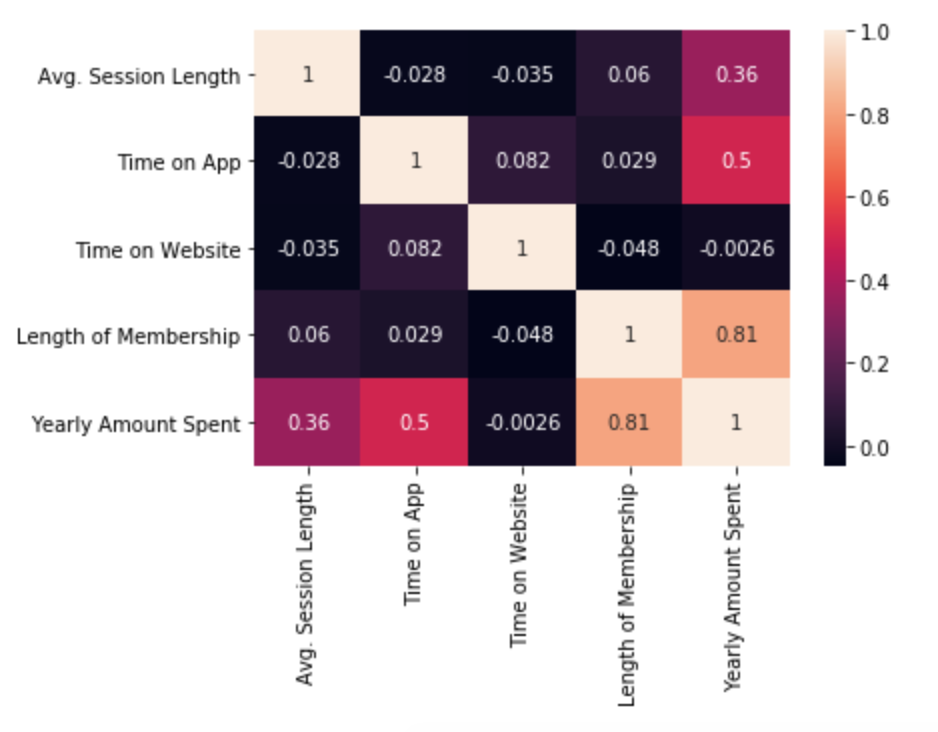 Avg. Session Length 1 -0.028 -0.035 0.06 0.36
Time on App -0.028 1 0.082 0.029 0.5
Time on Website -0.035 0.082 1 -0.048 -0.0026
Length of Membership 0.06 0.029 -0.048 1 0.81
Yearly Amount Spent 0.36 0.5 -0.0026 0.81 1
Avg. Session Length
Time on App
Time on Website
Length of Membership
Yearly Amount Spent
1.0
0.8
0.6
0.4
0.2
0.0